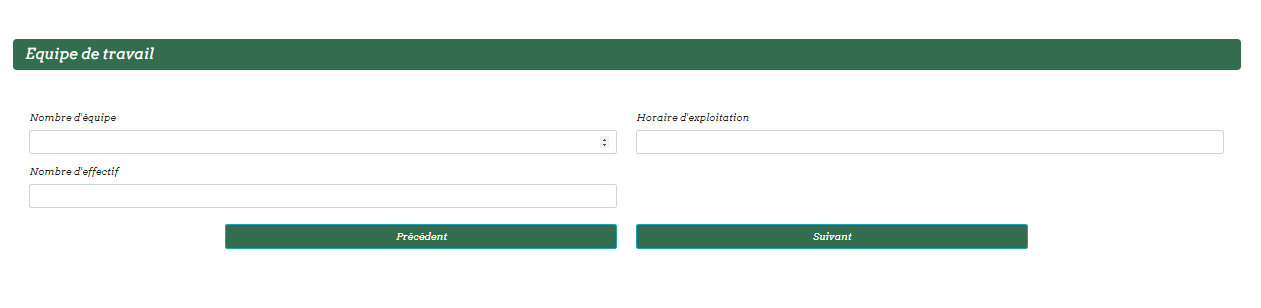 Equipe de travail
Nombre d'équipe
Horaire d'exploitation
Nombre d'effectif
Précédent
Suivant